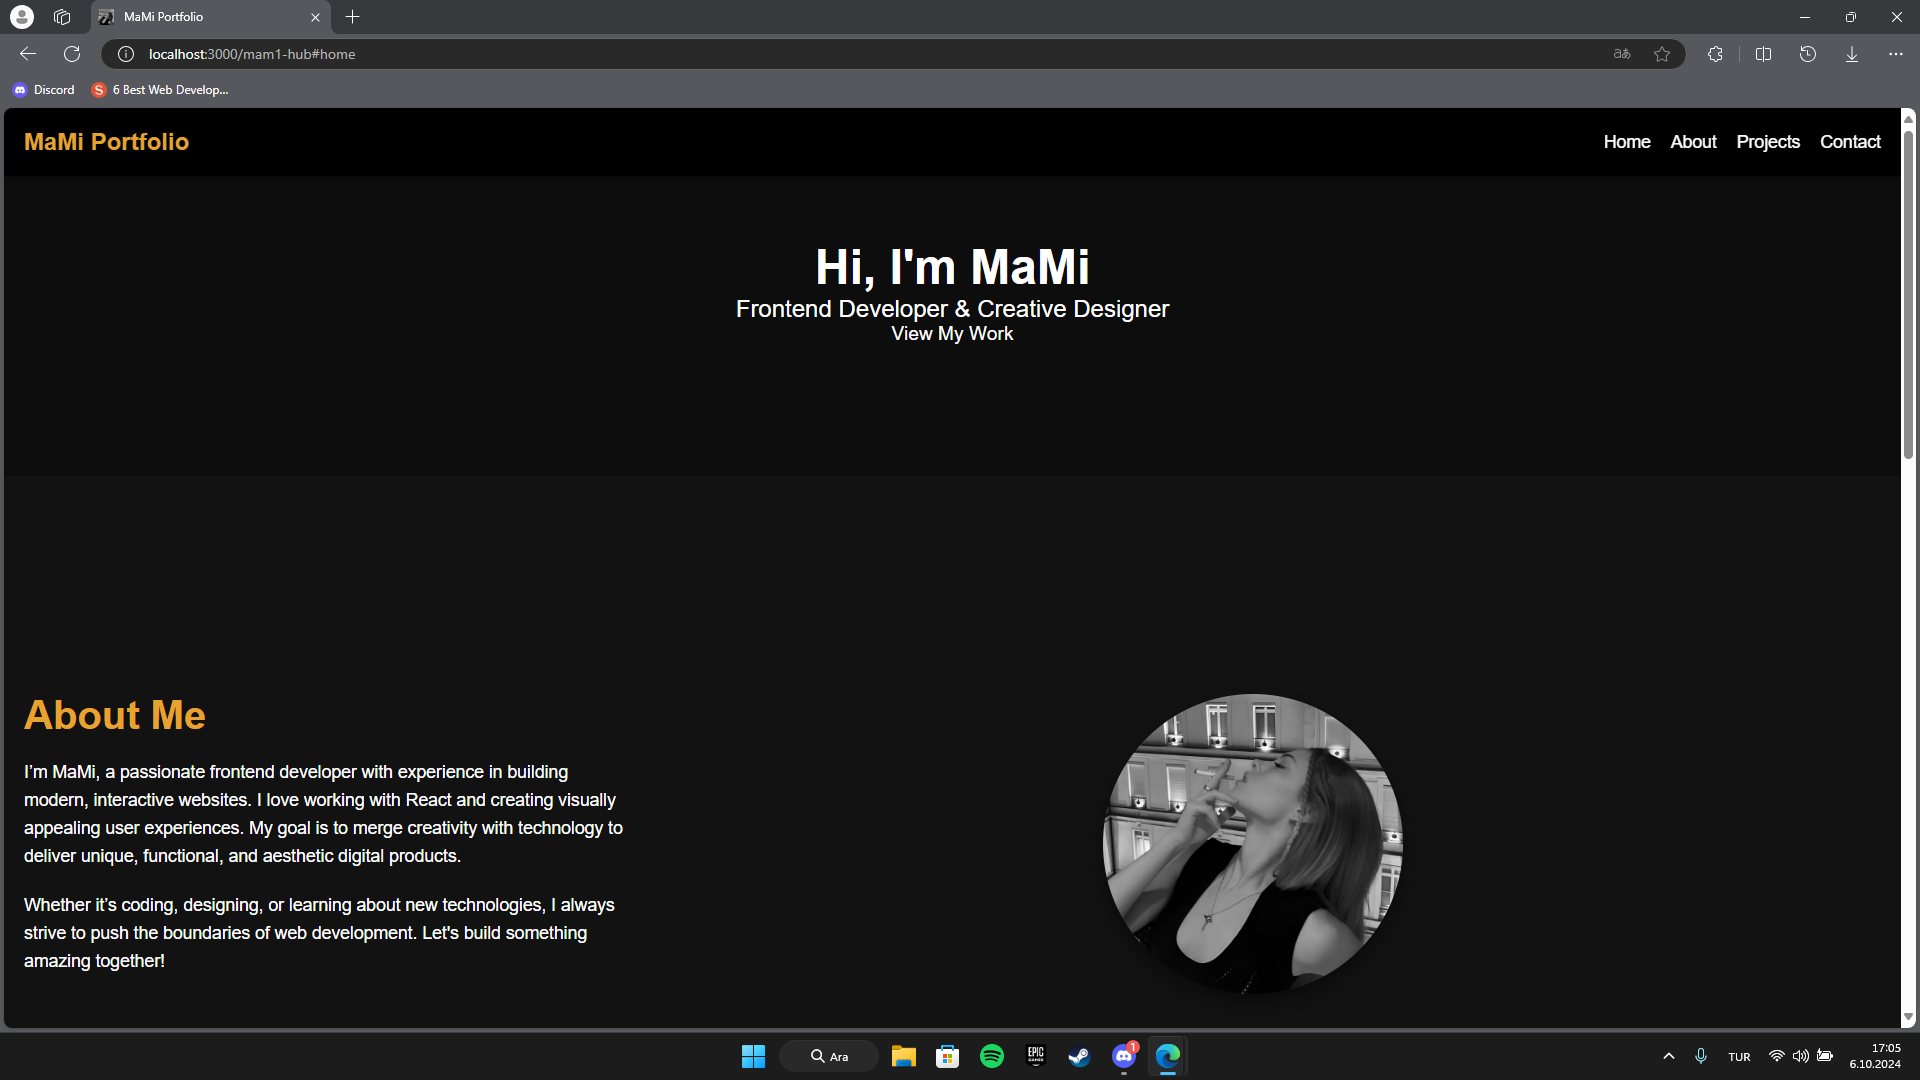 MaMi Portfolio
localhost:3000/mam1-hub#home
aあ
Discord
S 6 Best Web Develop...
MaMi Portfolio
Home About Projects Contact
Hi, I'm MaMi
Frontend Developer & Creative Designer
View My Work
About Me
I’m MaMi, a passionate frontend developer with experience in building
modern, interactive websites. I love working with React and creating visually
appealing user experiences. My goal is to merge creativity with technology to
deliver unique, functional, and aesthetic digital products.
Whether it’s coding, designing, or learning about new technologies, I always
strive to push the boundaries of web development. Let's build something
amazing together!
Ara
EPIC
GAMES
1
TUR
17:05
6.10.2024